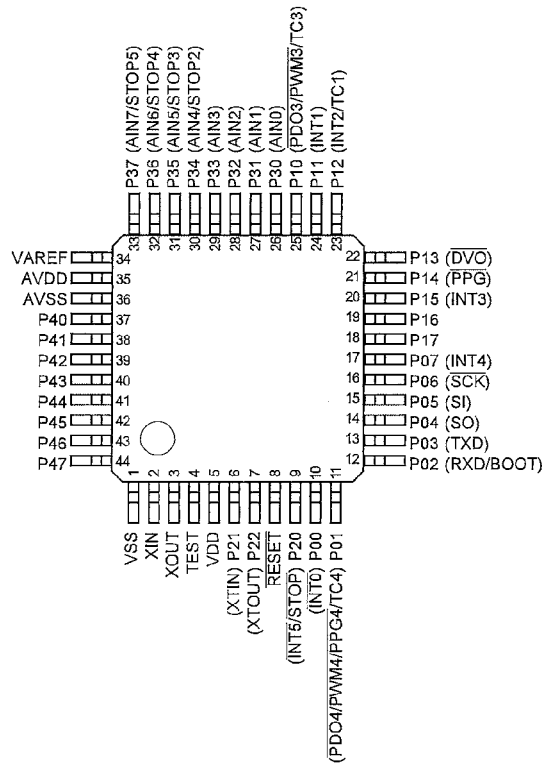 P37 (AIN7/STOP5)
P36 (AIN6/STOP4)
P35 (AIN5/STOP3)
P34 (AIN4/STOP2)
P33 (AIN3)
P32 (AIN2)
P31 (AIN1)
P30 (AIN0)
P10 (PDO3/PWM3/TC3)
P11 (INT1)
P12 (INT2/TC1)
33
32
31
30
29
28
27
26
25
24
23
VAREF 34
AVDD 35
AVSS 36
P40 37
P41 38
P42 39
P43 40
P44 41
P45 42
P46 43
P47 44
22 P13 (DVO)
21 P14 (PPG)
20 P15 (INT3)
19 P16
18 P17
17 P07 (INT4)
16 P06 (SCK)
15 P05 (SI)
14 P04 (SO)
13 P03 (TXD)
12 P02 (RXD/BOOT)
1
2
3
4
5
6
7
8
9
10
11
VSS
XIN
XOUT
TEST
VDD
(XTIN) P21
(XTOUT) P22
RESET
(INT5/STOP) P20
(INT0) P00
(PDO4/PWM4/PPG4/TC4) P01